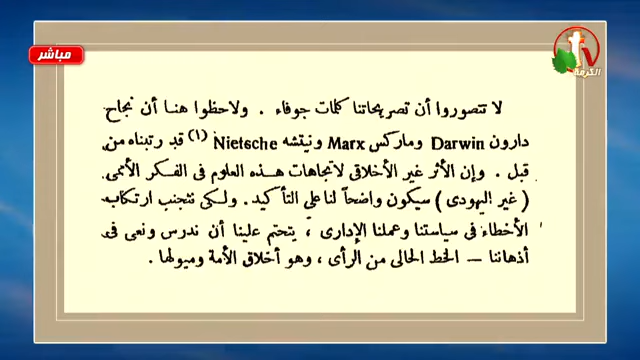 مباشر
tv
الكرمة
لا تتصوروا أن تصريحاتنا كلمات جوفاء . ولاحظوا هنا أن نجاح
دارون Darwin وماركس Marx ونيتشه Nietsche (١) قد رتبناه من
قبل . وإن الأثر غير الأخلاقي لاتجاهات هذه العلوم فى الفكر الأممى
( غير اليهودى ) سيكون واضحاً لنا على التأكيد . ولكى نتجنب ارتكاب
الأخطاء فى سياستنا وعملنا الإدارى ، يتحتم علينا أن ندرس ونعى فى
أذهاننا — الخط الحالى من الرأى ، وهو أخلاق الأمة وميولها .